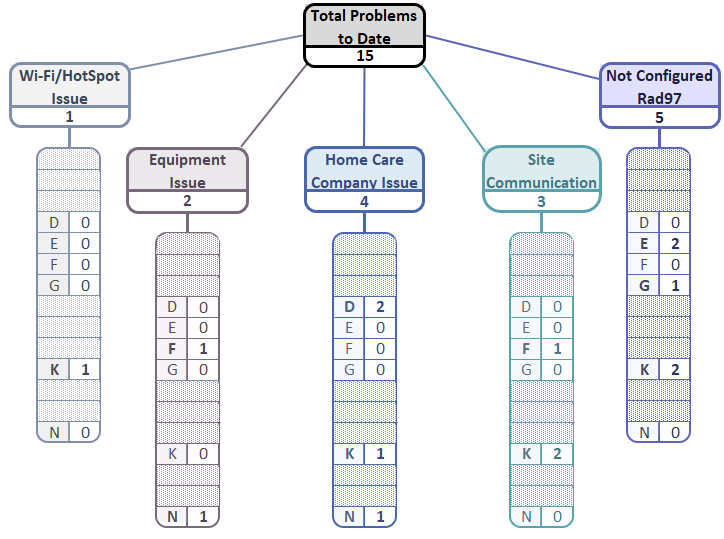 Total Problems
to Date
15
Wi-Fi/HotSpot
Issue
1
D 0
E 0
F 0
G 0
K 1
N 0
Equipment
Issue
2
D 0
E 0
F 1
G 0
K 0
N 1
Home Care
Company Issue
4
D 2
E 0
F 0
G 0
K 1
N 1
Site
Communication
3
D 0
E 0
F 1
G 0
K 2
N 0
Not Configured
Rad97
5
D 0
E 2
F 0
G 1
K 2
N 0